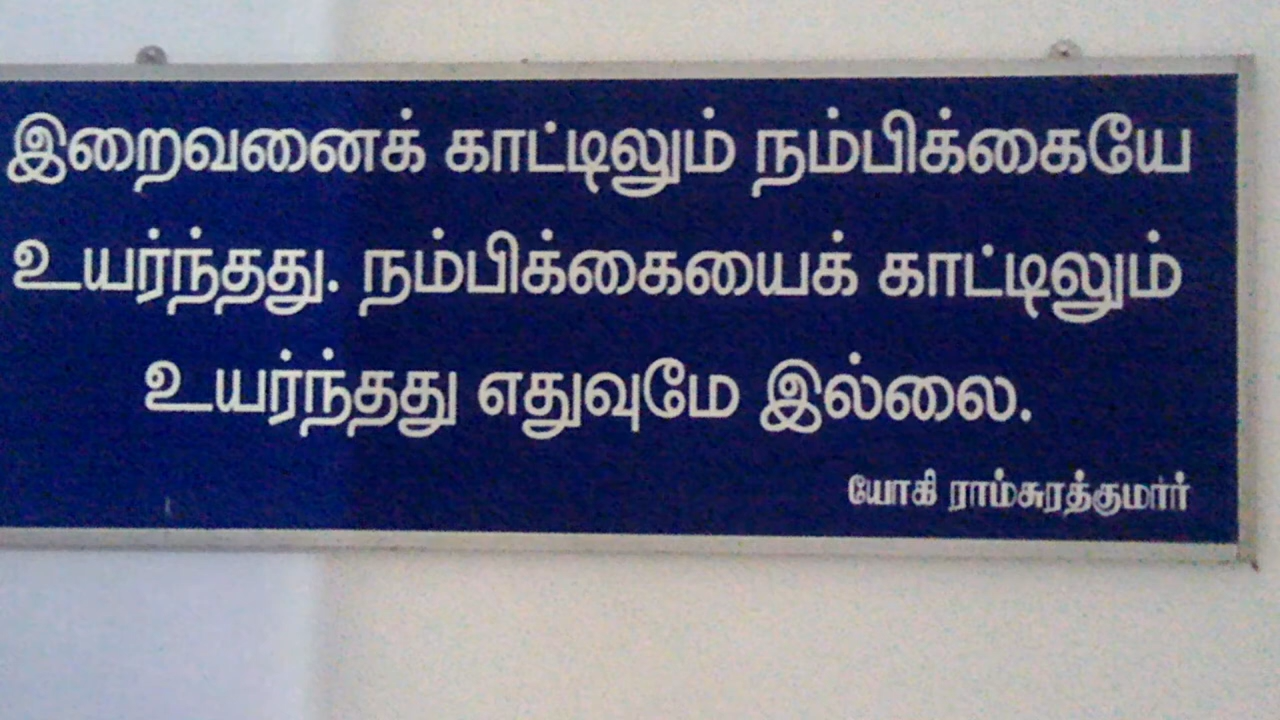 இறைவனைக் காட்டிலும் நம்பிக்கையே
உயர்ந்தது. நம்பிக்கையைக் காட்டிலும்
உயர்ந்தது எதுவுமே இல்லை.
யோகி ராம்சுரத்குமார்